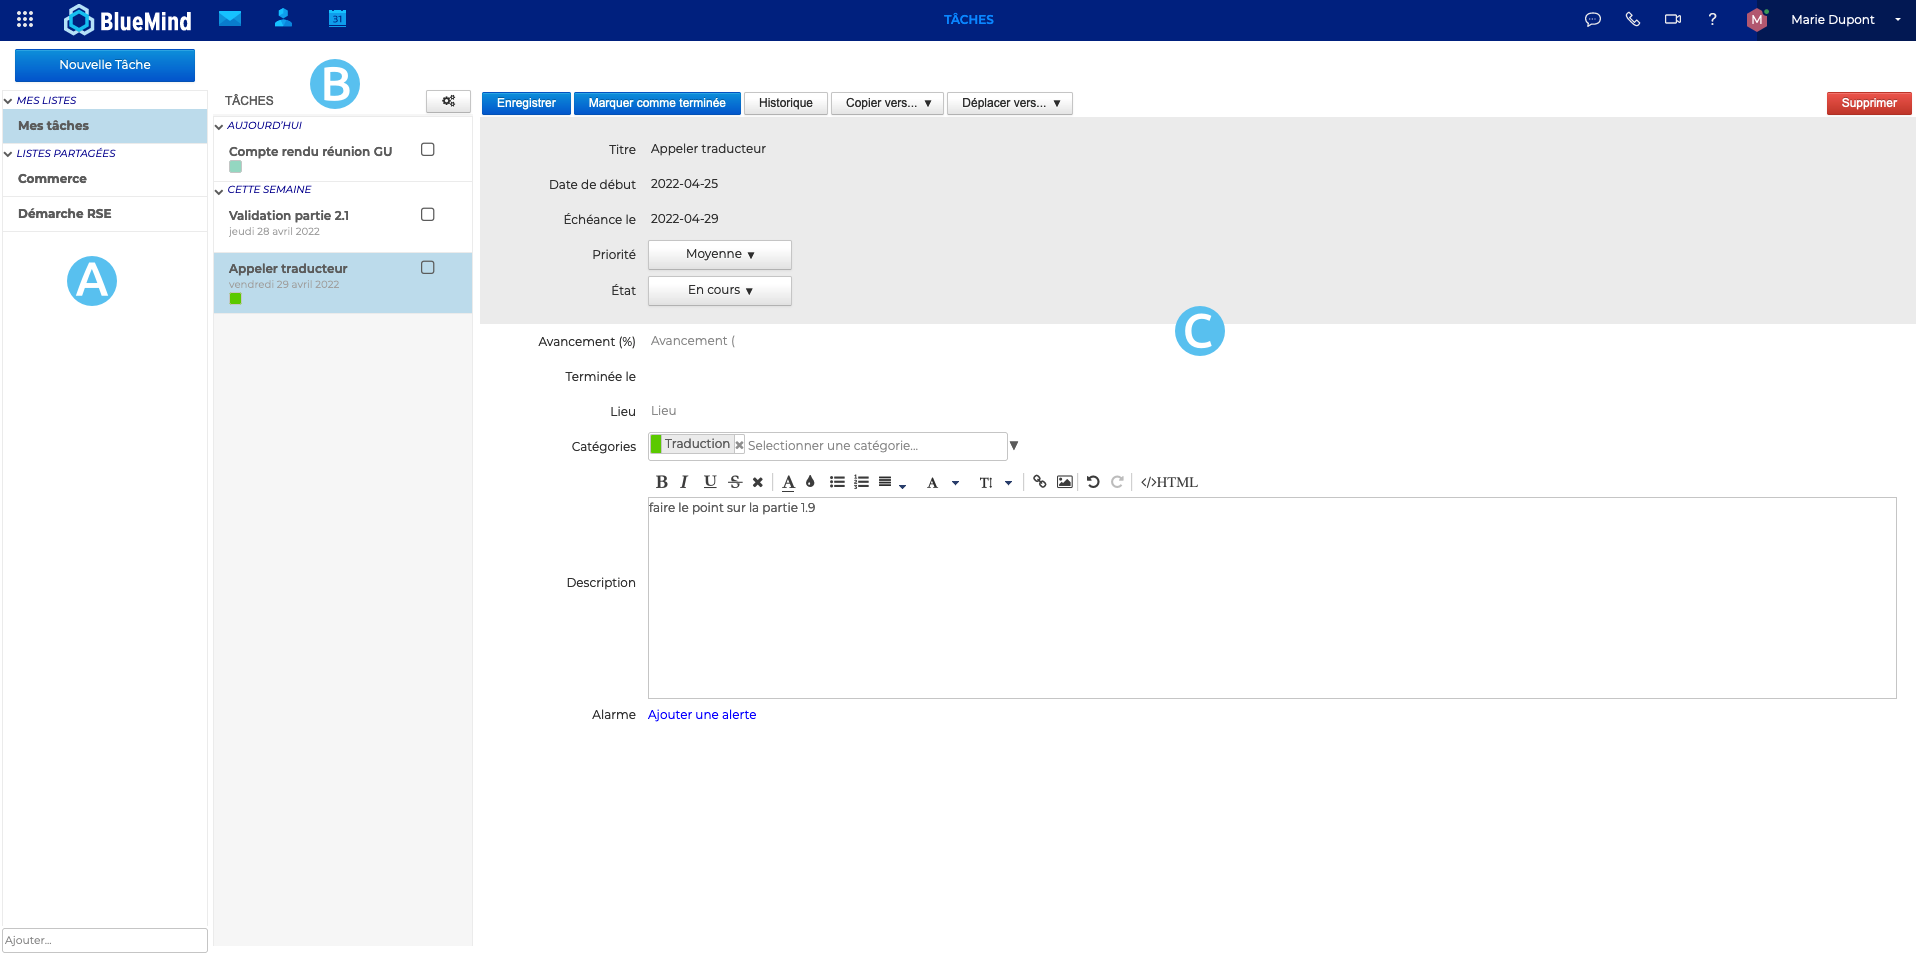 BlueMind
31
TÂCHES
?
M
Marie Dupont
Nouvelle Tâche
MES LISTES
Mes tâches
LISTES PARTAGÉES
Commerce
Démarche RSE
A
Ajouter...
TÂCHES
B
AUJOURD'HUI
Compte rendu réunion GU
CETTE SEMAINE
Validation partie 2.1
jeudi 28 avril 2022
Appeler traducteur
vendredi 29 avril 2022
Enregistrer Marquer comme terminée Historique Copier vers... ▼ Déplacer vers... ▼ Supprimer
Titre Appeler traducteur
Date de début 2022-04-25
Échéance le 2022-04-29
Priorité Moyenne ▼
État En cours ▼
C
Avancement (%) Avancement (
Terminée le
Lieu Lieu
Catégories Traduction × Selectionner une catégorie... ▼
B I U S × A A T! </>HTML
faire le point sur la partie 1.9
Description
Alarme Ajouter une alerte